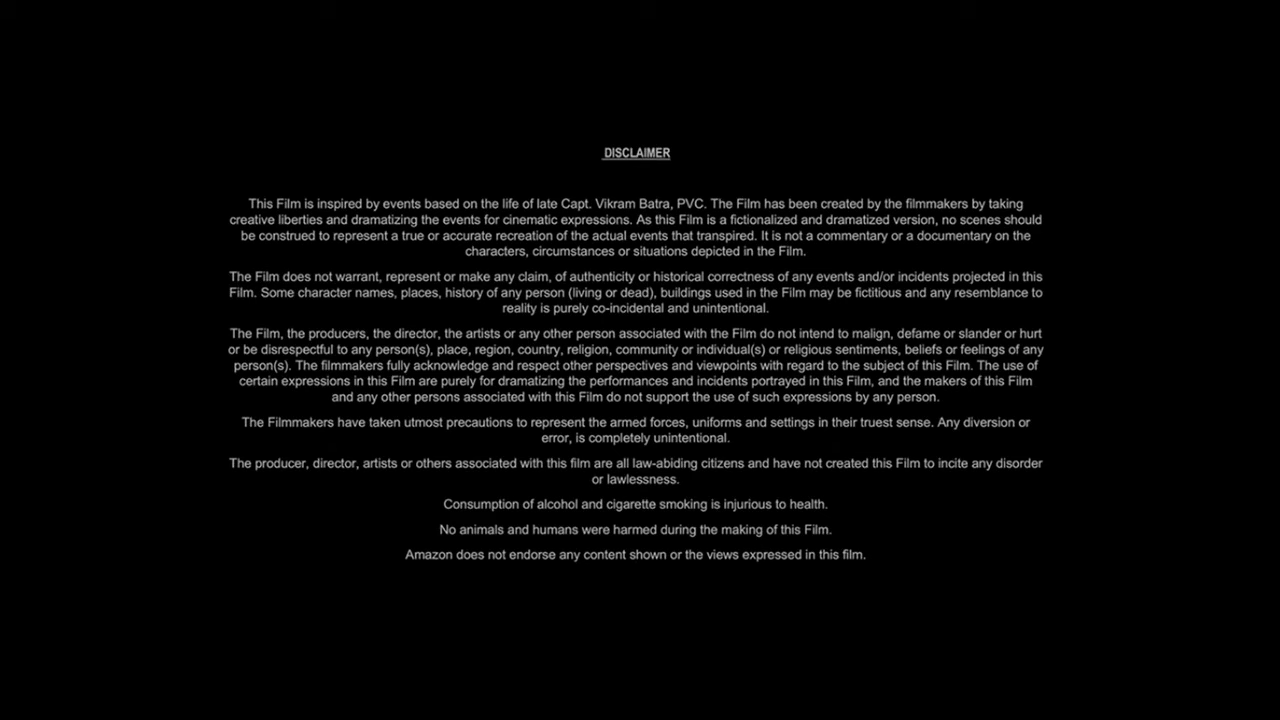 DISCLAIMER
This Film is inspired by events based on the life of late Capt. Vikram Batra, PVC. The Film has been created by the filmmakers by taking
creative liberties and dramatizing the events for cinematic expressions. As this Film is a fictionalized and dramatized version, no scenes should
be construed to represent a true or accurate recreation of the actual events that transpired. It is not a commentary or a documentary on the
characters, circumstances or situations depicted in the Film.
The Film does not warrant, represent or make any claim, of authenticity or historical correctness of any events and/or incidents projected in this
Film. Some character names, places, history of any person (living or dead), buildings used in the Film may be fictitious and any resemblance to
reality is purely co-incidental and unintentional.
The Film, the producers, the director, the artists or any other person associated with the Film do not intend to malign, defame or slander or hurt
or be disrespectful to any person(s), place, region, country, religion, community or individual(s) or religious sentiments, beliefs or feelings of any
person(s). The filmmakers fully acknowledge and respect other perspectives and viewpoints with regard to the subject of this Film. The use of
certain expressions in this Film are purely for dramatizing the performances and incidents portrayed in this Film, and the makers of this Film
and any other persons associated with this Film do not support the use of such expressions by any person.
The Filmmakers have taken utmost precautions to represent the armed forces, uniforms and settings in their truest sense. Any diversion or
error, is completely unintentional.
The producer, director, artists or others associated with this film are all law-abiding citizens and have not created this Film to incite any disorder
or lawlessness.
Consumption of alcohol and cigarette smoking is injurious to health.
No animals and humans were harmed during the making of this Film.
Amazon does not endorse any content shown or the views expressed in this film.